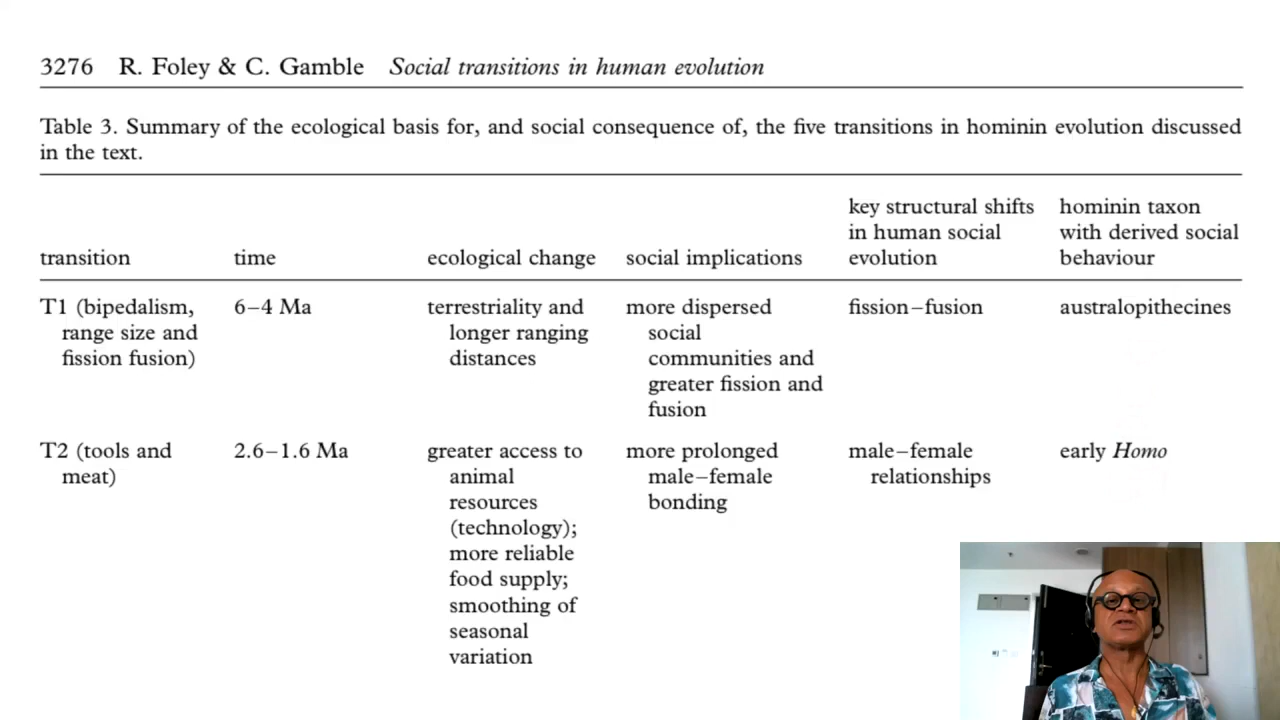 3276 R. Foley & C. Gamble Social transitions in human evolution
Table 3. Summary of the ecological basis for, and social consequence of, the five transitions in hominin evolution discussed
in the text.
transition
time
ecological change
social implications
key structural shifts
in human social
evolution
hominin taxon
with derived social
behaviour
T1 (bipedalism,
range size and
fission fusion)
6–4 Ma
terrestriality and
longer ranging
distances
more dispersed
social
communities and
greater fission and
fusion
fission–fusion
australopithecines
T2 (tools and
meat)
2.6–1.6 Ma
greater access to
animal
resources
(technology);
more reliable
food supply;
smoothing of
seasonal
variation
more prolonged
male–female
bonding
male–female
relationships
early Homo